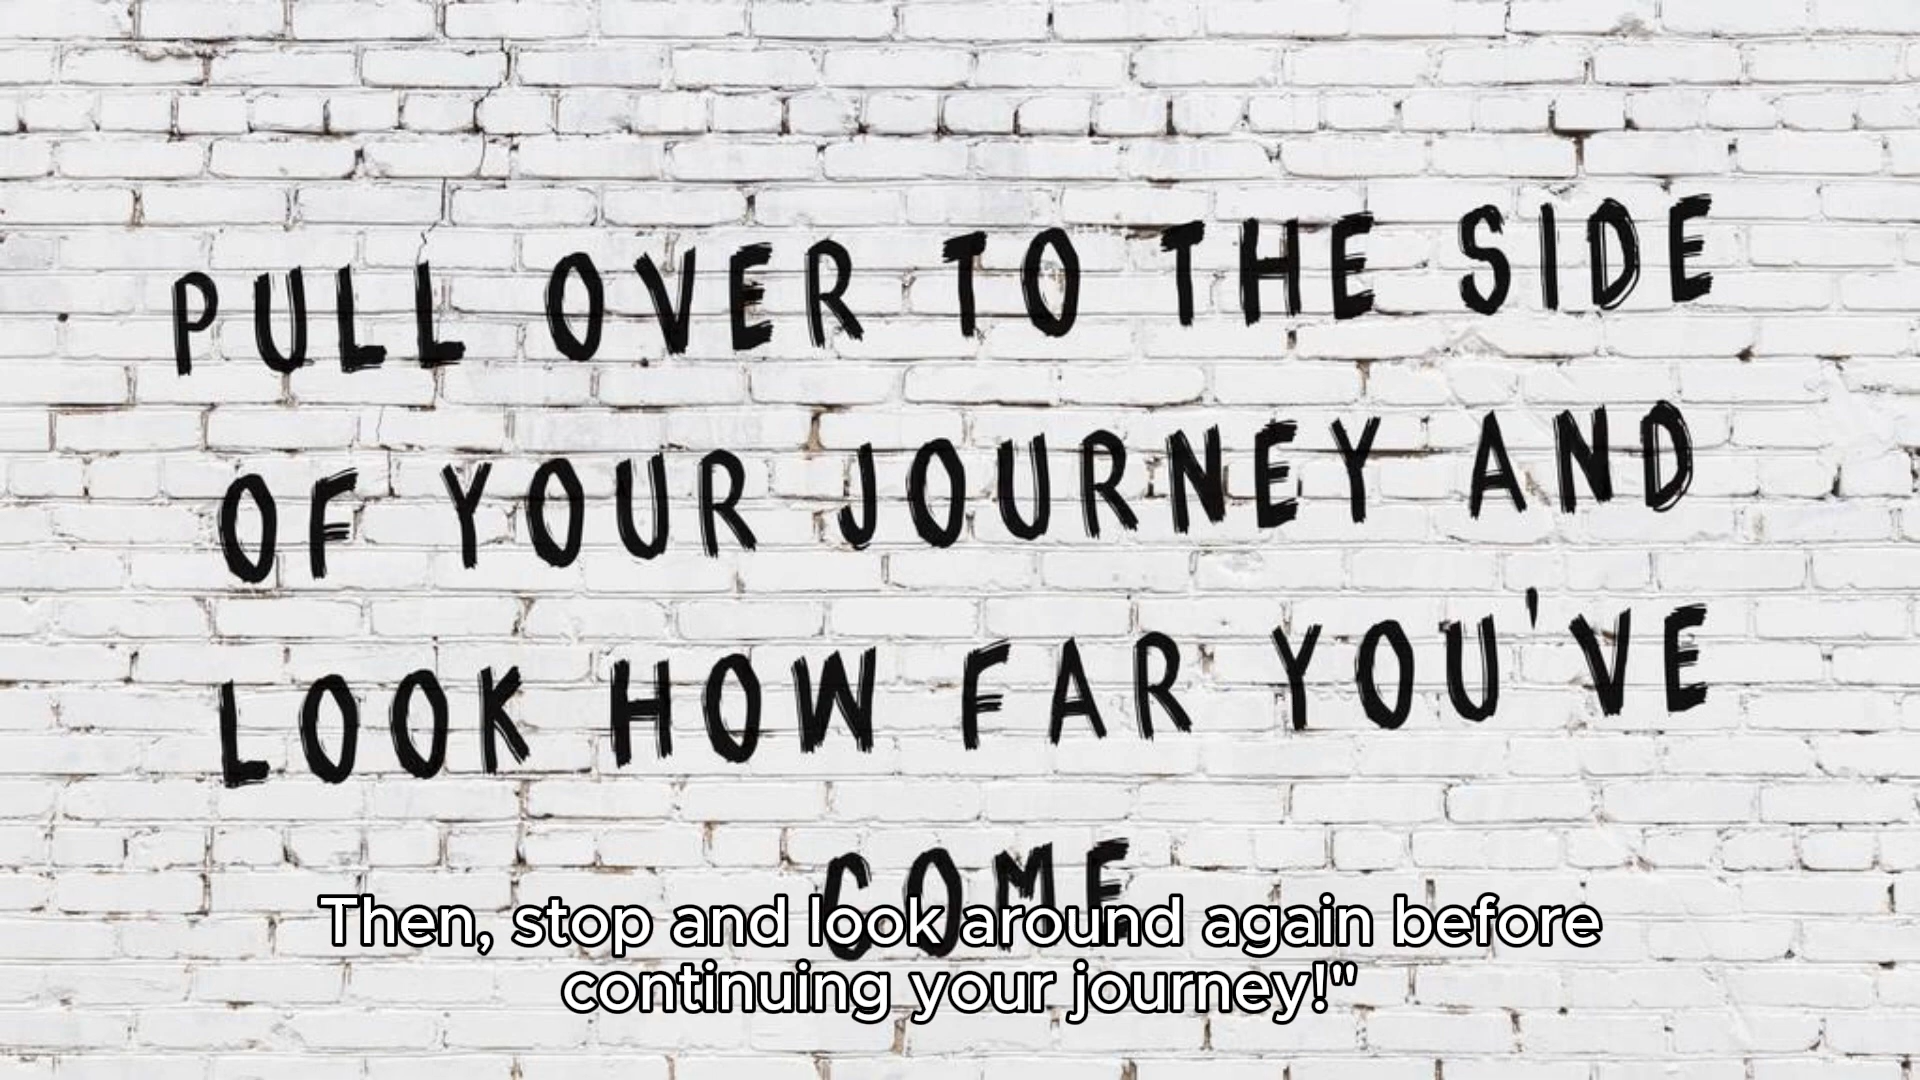 PULL OVER TO THE SIDE
OF YOUR JOURNEY AND
LOOK HOW FAR YOU'VE
COME
Then, stop and look around again before
continuing your journey!"